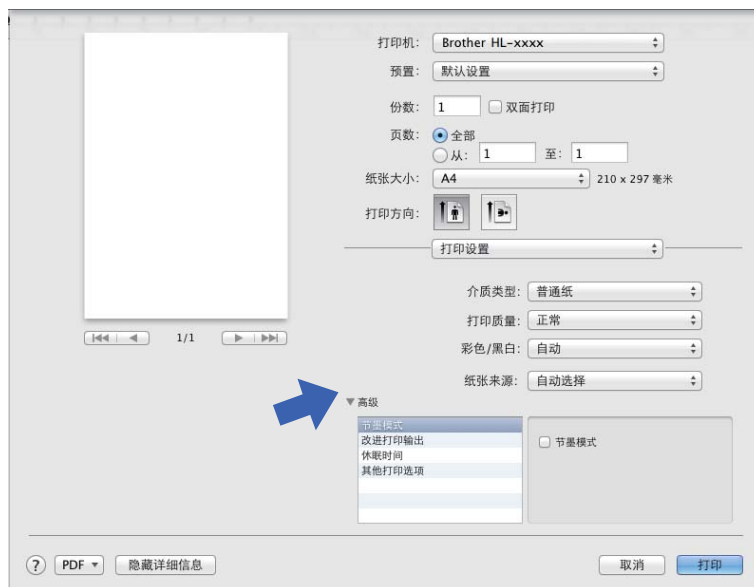 打印机: Brother HL-xxxx
预置: 默认设置
份数: 1 双面打印
页数: 全部
从: 1 至: 1
纸张大小: A4 210 x 297 毫米
打印方向:
打印设置
介质类型: 普通纸
打印质量: 正常
1/1
彩色/黑白: 自动
纸张来源: 自动选择
高级
节墨模式
改进打印输出
节墨模式
休眠时间
其他打印选项
? PDF 隐藏详细信息 取消 打印